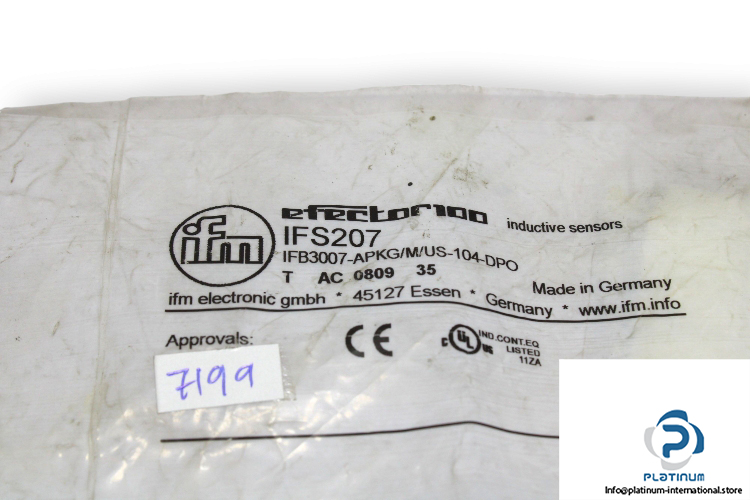 ifm
efector100 inductive sensors
IFS207
IFB3007-APKG/M/US-104-DPO
T AC 0809 35 Made in Germany
ifm electronic gmbh * 45127 Essen * Germany * www.ifm.info
Approvals: CE c UL us IND.CONT.EQ
LISTED
11ZA
7199
P
PLATINUM
Info@platinum-international.store